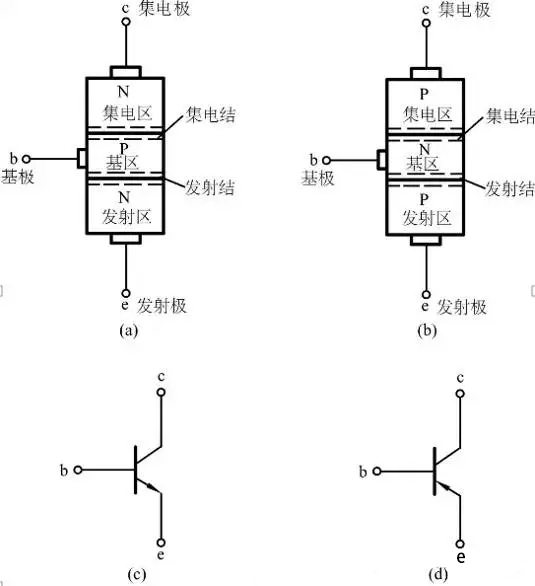 c 集电极
N
集电区
集电结
P
b
基区
基极
发射结
N
发射区
e 发射极
(a)
c 集电极
P
集电区
集电结
N
b
基区
基极
发射结
P
发射区
e 发射极
(b)
c
b
e
(c)
c
b
e
(d)